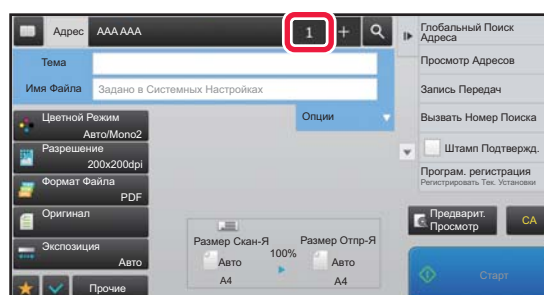 Адрес AAA AAA 1 +
Тема
Имя Файла Задано в Системных Настройках
Цветной Режим
Авто/Mono2
Опции
Разрешение
200x200dpi
Формат Файла
PDF
Оригинал
Экспозиция
Авто
Прочие
Размер Скан-Я
Авто
A4
100%
Размер Отпр-Я
Авто
A4
Глобальный Поиск
Адреса
Просмотр Адресов
Запись Передач
Вызвать Номер Поиска
Штамп Подтвержд.
Програм. регистрация
Регистрировать Тек. Установки
Предварит.
Просмотр
CA
Старт